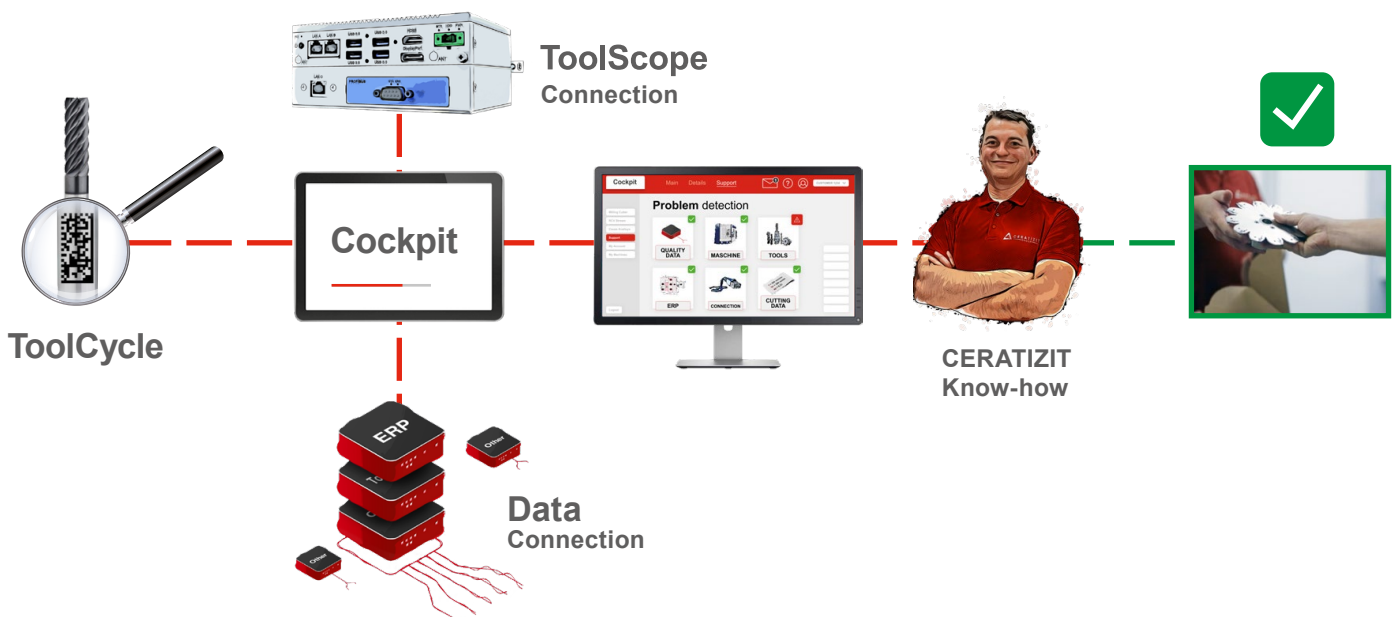 ToolScope
Connection
ToolCycle
Cockpit
Cockpit
Main
Details
Support
Problem detection
QUALITY
DATA
MASCHINE
TOOLS
ERP
CONNECTION
CUTTING
DATA
CERATIZIT
CERATIZIT
Know-how
ERP
Other
Other
Data
Connection